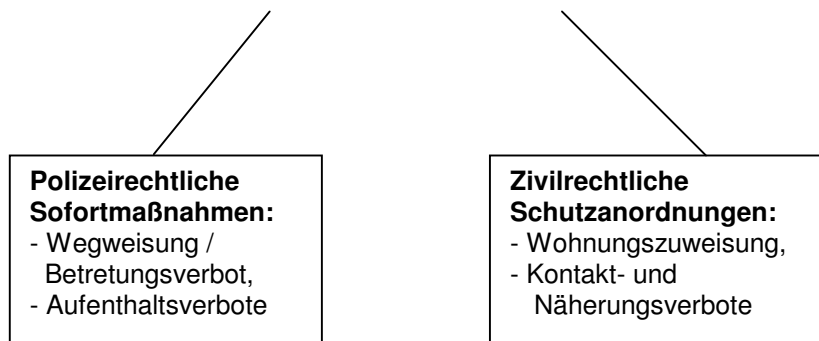 Polizeirechtliche
Sofortmaßnahmen:
- Wegweisung /
Betretungsverbot,
- Aufenthaltsverbote
Zivilrechtliche
Schutzanordnungen:
- Wohnungszuweisung,
- Kontakt- und
Näherungsverbote